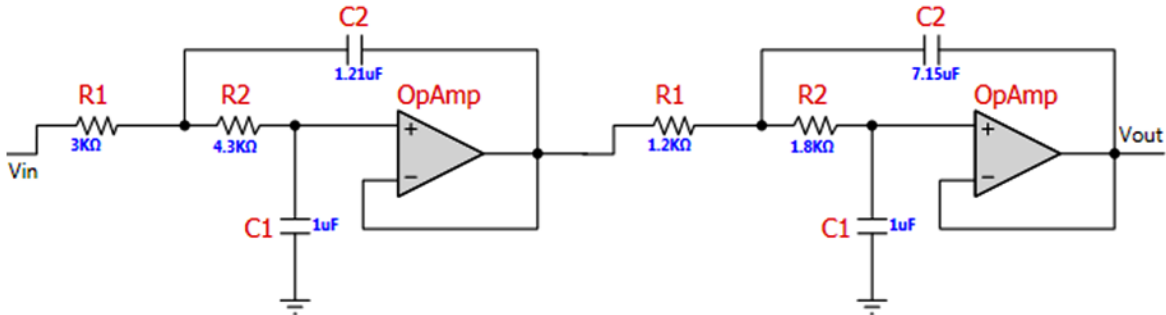 C2
1.21uF
R1
R2
OpAmp
3KΩ
4.3KΩ
+
−
Vin
C1
1uF
C2
7.15uF
R1
R2
OpAmp
1.2KΩ
1.8KΩ
+
−
Vout
C1
1uF